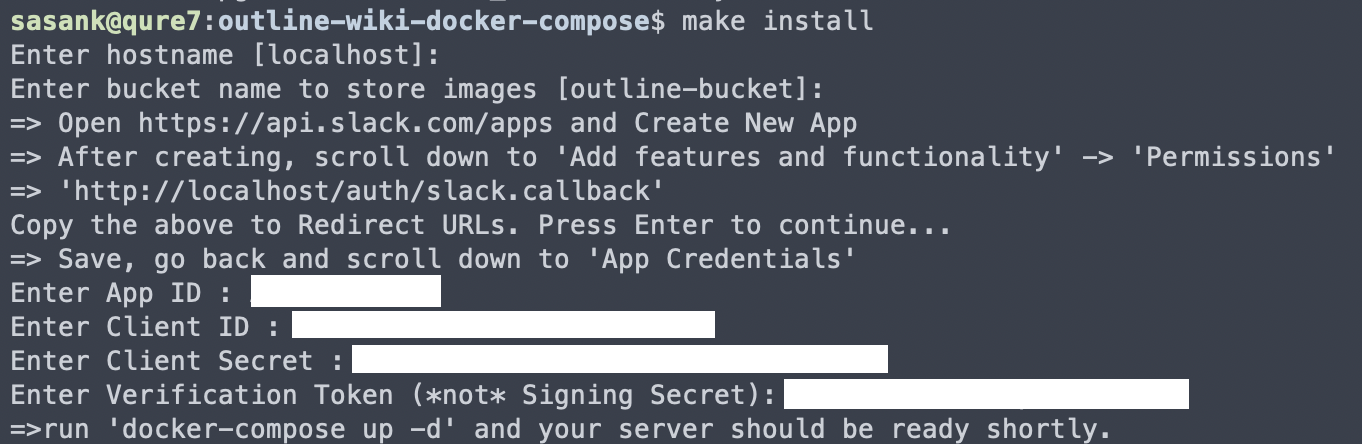 sasank@qure7:outline-wiki-docker-compose$ make install
Enter hostname [localhost]:
Enter bucket name to store images [outline-bucket]:
=> Open https://api.slack.com/apps and Create New App
=> After creating, scroll down to 'Add features and functionality' -> 'Permissions'
=> 'http://localhost/auth/slack.callback'
Copy the above to Redirect URLs. Press Enter to continue...
=> Save, go back and scroll down to 'App Credentials'
Enter App ID :
Enter Client ID :
Enter Client Secret :
Enter Verification Token (*not* Signing Secret):
=>run 'docker-compose up -d' and your server should be ready shortly.